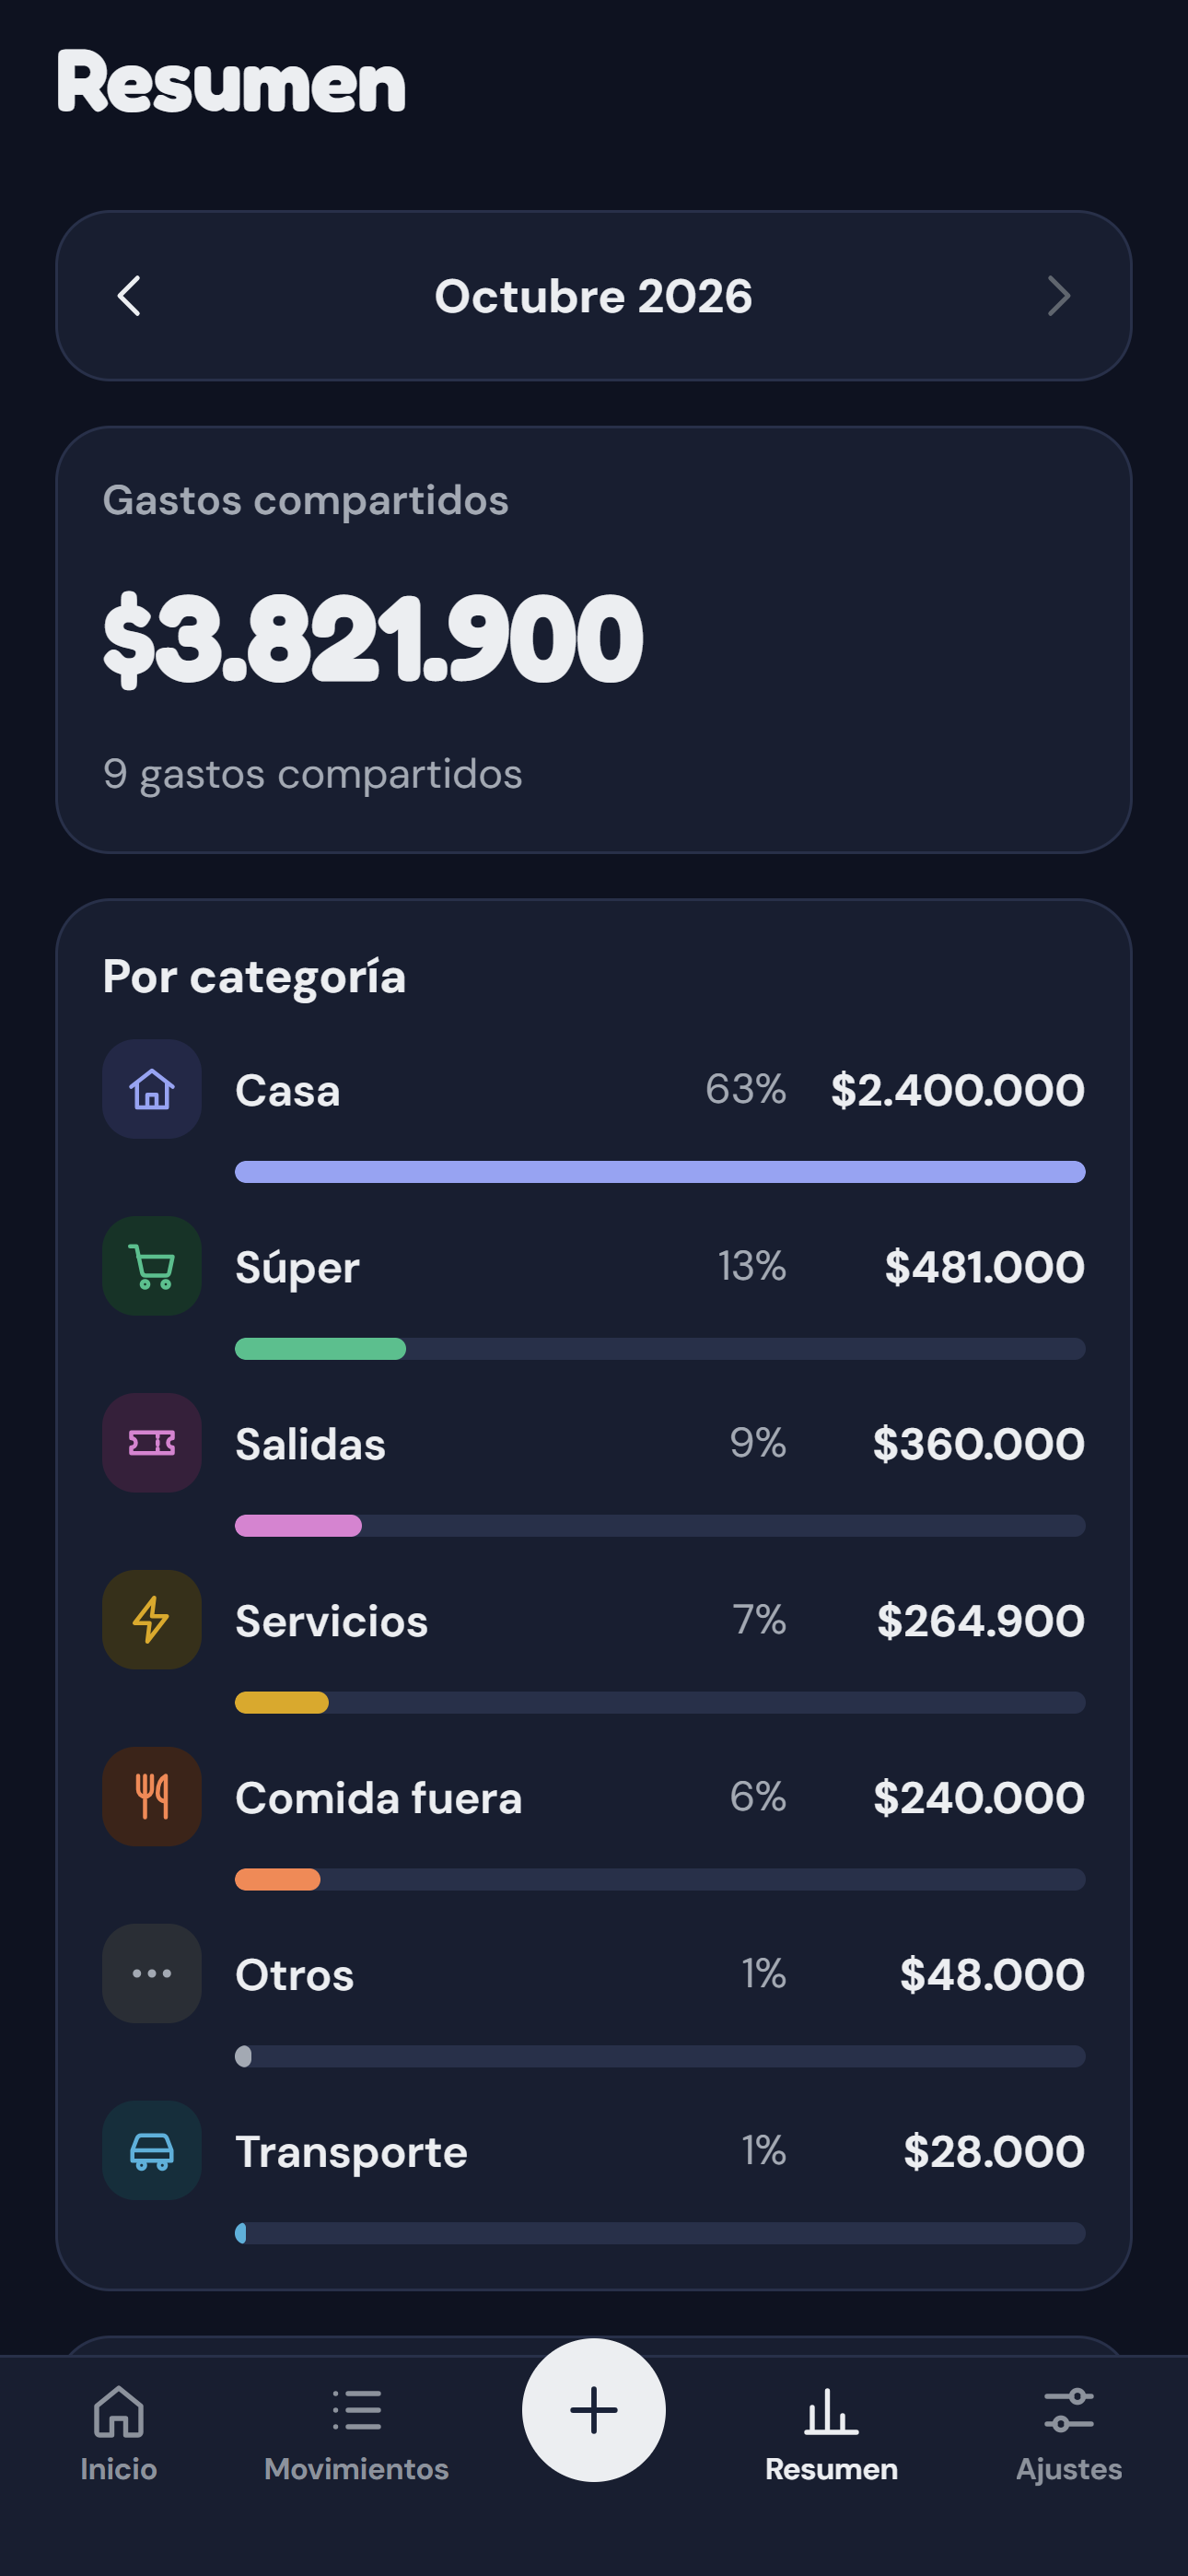 Resumen
Octubre 2026
Gastos compartidos
$3.821.900
9 gastos compartidos
Por categoría
Casa 63% $2.400.000
Súper 13% $481.000
Salidas 9% $360.000
Servicios 7% $264.900
Comida fuera 6% $240.000
Otros 1% $48.000
Transporte 1% $28.000
Inicio Movimientos Resumen Ajustes